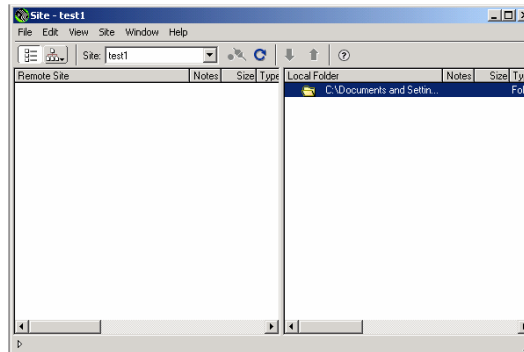 Site - test1
File Edit View Site Window Help
Site: test1
Remote Site Notes Size Type Local Folder Notes Size Ty
C:\Documents and Settin... Fol